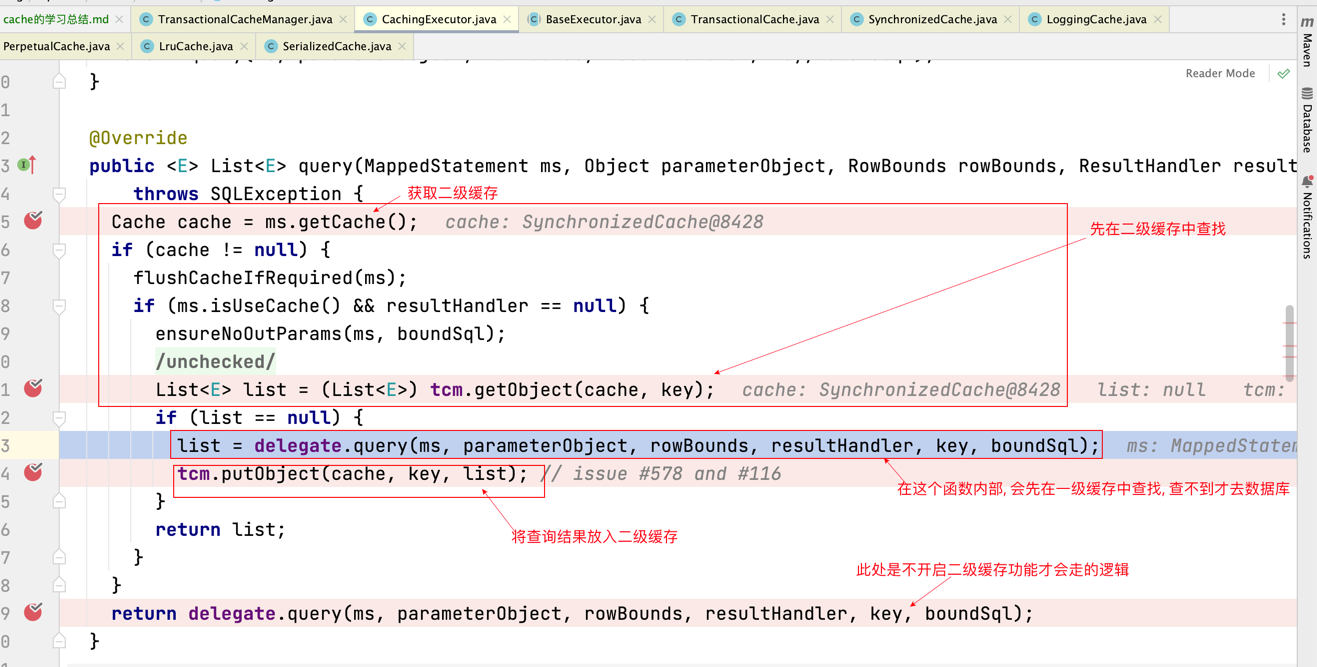 cache的学习总结.md
TransactionalCacheManager.java
CachingExecutor.java
BaseExecutor.java
TransactionalCache.java
SynchronizedCache.java
LoggingCache.java
PerpetualCache.java
LruCache.java
SerializedCache.java
m
Maven
Database
Notifications
Reader Mode
0 }
1
2 @Override
3 public <E> List<E> query(MappedStatement ms, Object parameterObject, RowBounds rowBounds, ResultHandler result
4 throws SQLException {
获取二级缓存
5 Cache cache = ms.getCache(); cache: SynchronizedCache@8428
先在二级缓存中查找
6 if (cache != null) {
7 flushCacheIfRequired(ms);
8 if (ms.isUseCache() && resultHandler == null) {
9 ensureNoOutParams(ms, boundSql);
0 /unchecked/
1 List<E> list = (List<E>) tcm.getObject(cache, key); cache: SynchronizedCache@8428 list: null tcm:
2 if (list == null) {
3 list = delegate.query(ms, parameterObject, rowBounds, resultHandler, key, boundSql); ms: MappedStatem
4 tcm.putObject(cache, key, list); // issue #578 and #116
在这个函数内部, 会先在一级缓存中查找, 查不到才去数据库
5 }
6 return list;
将查询结果放入二级缓存
7 }
此处是不开启二级缓存功能才会走的逻辑
8 }
9 return delegate.query(ms, parameterObject, rowBounds, resultHandler, key, boundSql);
0 }